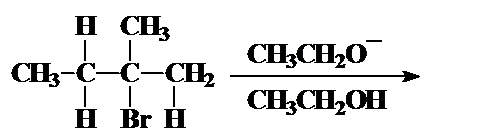 H CH₃
CH₃CH₂O⁻
CH₃-C-C-CH₂
CH₃CH₂OH
H Br H